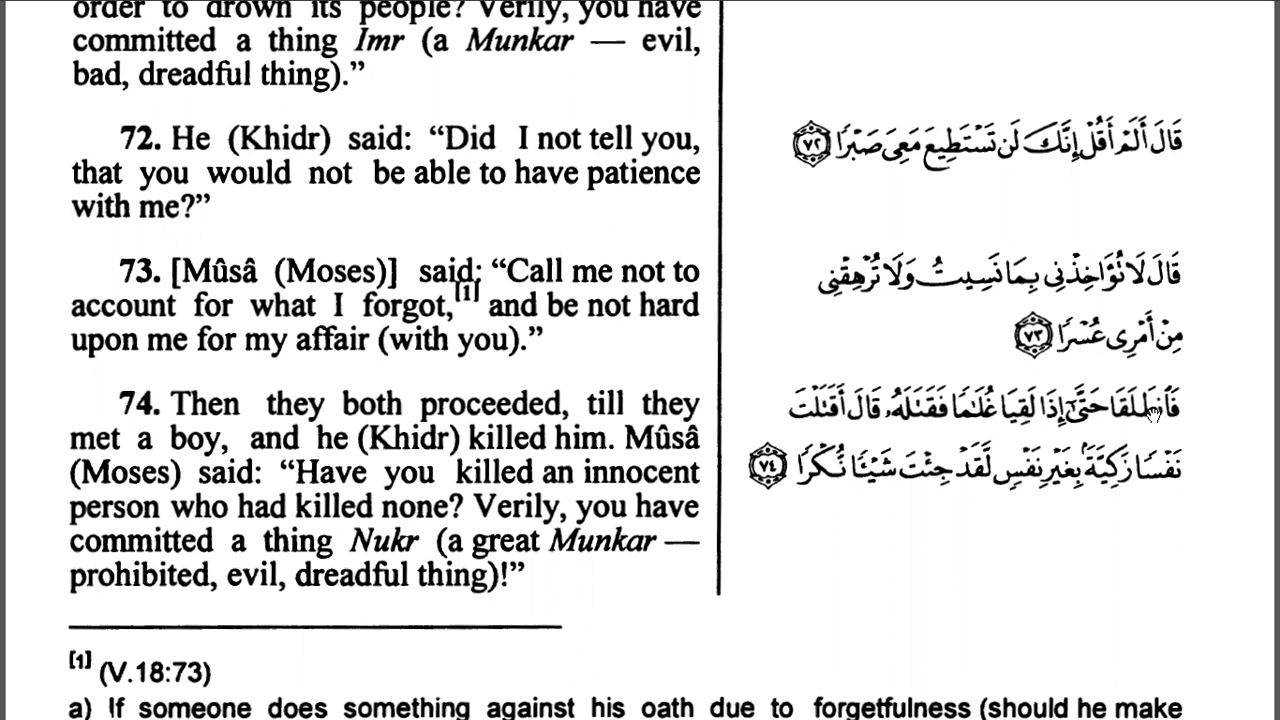 order to drown its people? Verily, you have
committed a thing Imr (a Munkar — evil,
bad, dreadful thing).”
72. He (Khidr) said: “Did I not tell you,
that you would not be able to have patience
with me?”
73. [Mûsâ (Moses)] said: “Call me not to
account for what I forgot,[1] and be not hard
upon me for my affair (with you).”
74. Then they both proceeded, till they
met a boy, and he (Khidr) killed him. Mûsâ
(Moses) said: “Have you killed an innocent
person who had killed none? Verily, you have
committed a thing Nukr (a great Munkar —
prohibited, evil, dreadful thing)!”
قَالَ أَلَمْ أَقُلْ إِنَّكَ لَن تَسْتَطِيعَ مَعِىَ صَبْرًا ٧٢
قَالَ لَا تُؤَاخِذْنِى بِمَا نَسِيتُ وَلَا تُرْهِقْنِى
مِنْ أَمْرِى عُسْرًا ٧٣
فَٱنطَلَقَا حَتَّىٰٓ إِذَا لَقِيَا غُلَٰمًا فَقَتَلَهُۥ قَالَ أَقَتَلْتَ
نَفْسًا زَكِيَّةًۢ بِغَيْرِ نَفْسٍ لَّقَدْ جِئْتَ شَيْـًٔا نُّكْرًا ٧٤
[1] (V.18:73)
a) If someone does something against his oath due to forgetfulness (should he make